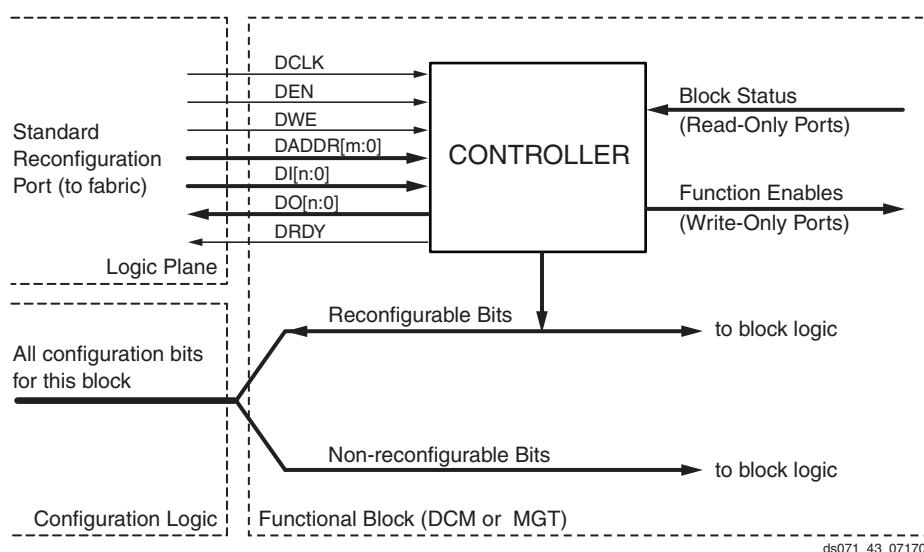 DCLK
DEN
DWE
DADDR[m:0]
DI[n:0]
DO[n:0]
DRDY
Standard
Reconfiguration
Port (to fabric)
Logic Plane
CONTROLLER
Block Status
(Read-Only Ports)
Function Enables
(Write-Only Ports)
Reconfigurable Bits
to block logic
All configuration bits
for this block
Non-reconfigurable Bits
to block logic
Configuration Logic
Functional Block (DCM or MGT)